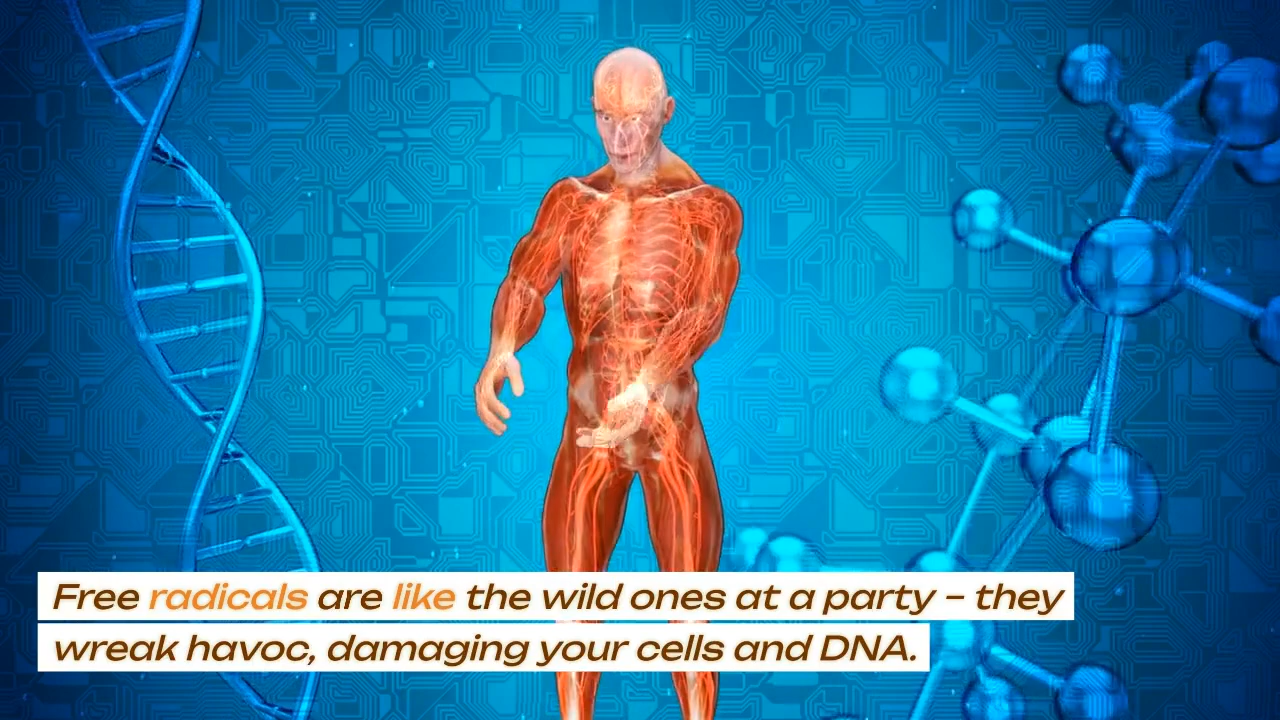 Free radicals are like the wild ones at a party – they
wreak havoc, damaging your cells and DNA.